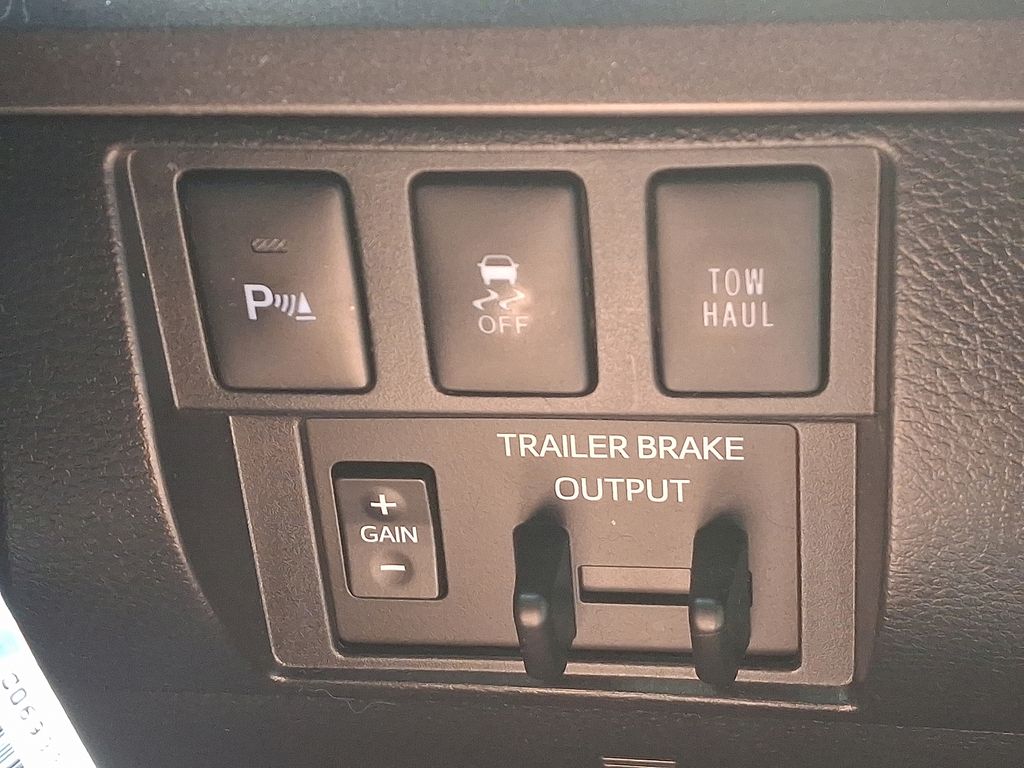 P
OFF
TOW
HAUL
TRAILER BRAKE
OUTPUT
+
GAIN
-